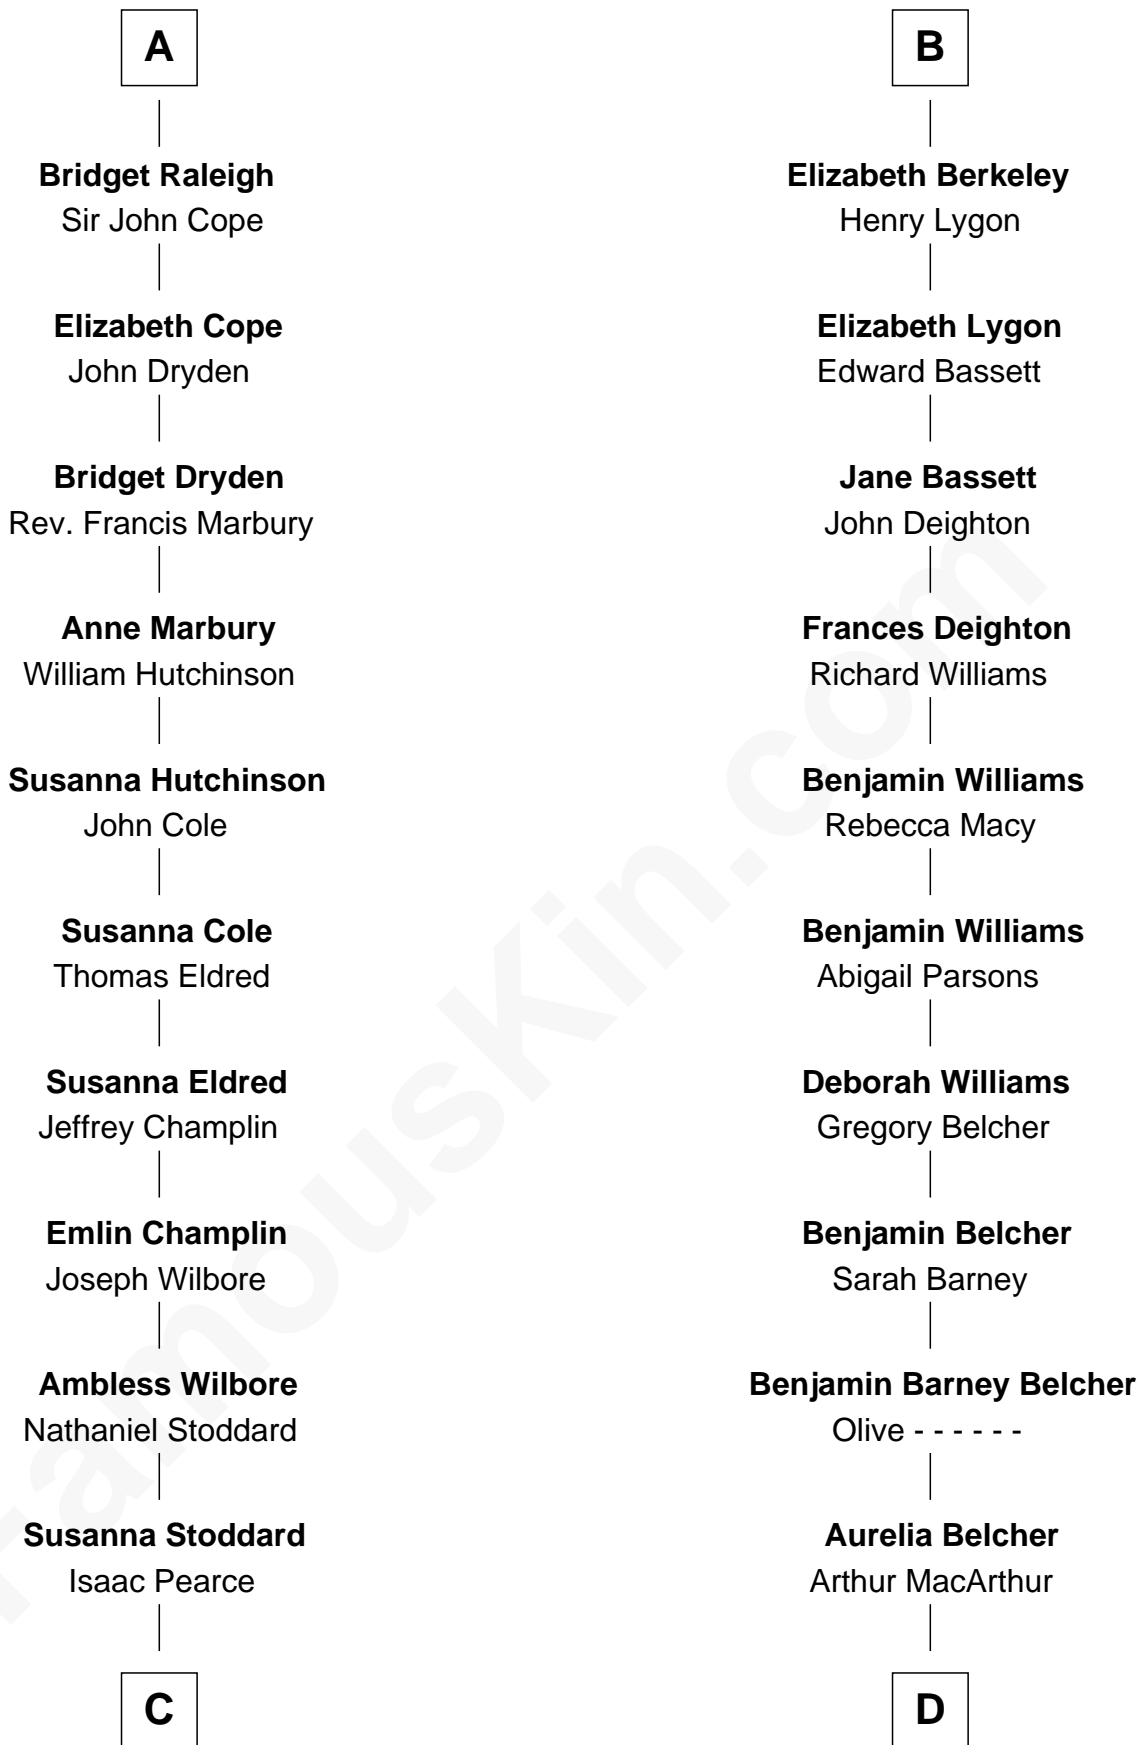 A
Bridget Raleigh
Sir John Cope
Elizabeth Cope
John Dryden
Bridget Dryden
Rev. Francis Marbury
Anne Marbury
William Hutchinson
Susanna Hutchinson
John Cole
Susanna Cole
Thomas Eldred
Susanna Eldred
Jeffrey Champlin
Emlin Champlin
Joseph Wilbore
Ambless Wilbore
Nathaniel Stoddard
Susanna Stoddard
Isaac Pearce
C
B
Elizabeth Berkeley
Henry Lygon
Elizabeth Lygon
Edward Bassett
Jane Bassett
John Deighton
Frances Deighton
Richard Williams
Benjamin Williams
Rebecca Macy
Benjamin Williams
Abigail Parsons
Deborah Williams
Gregory Belcher
Benjamin Belcher
Sarah Barney
Benjamin Barney Belcher
Olive - - - - - -
Aurelia Belcher
Arthur MacArthur
D
FamousKin.com